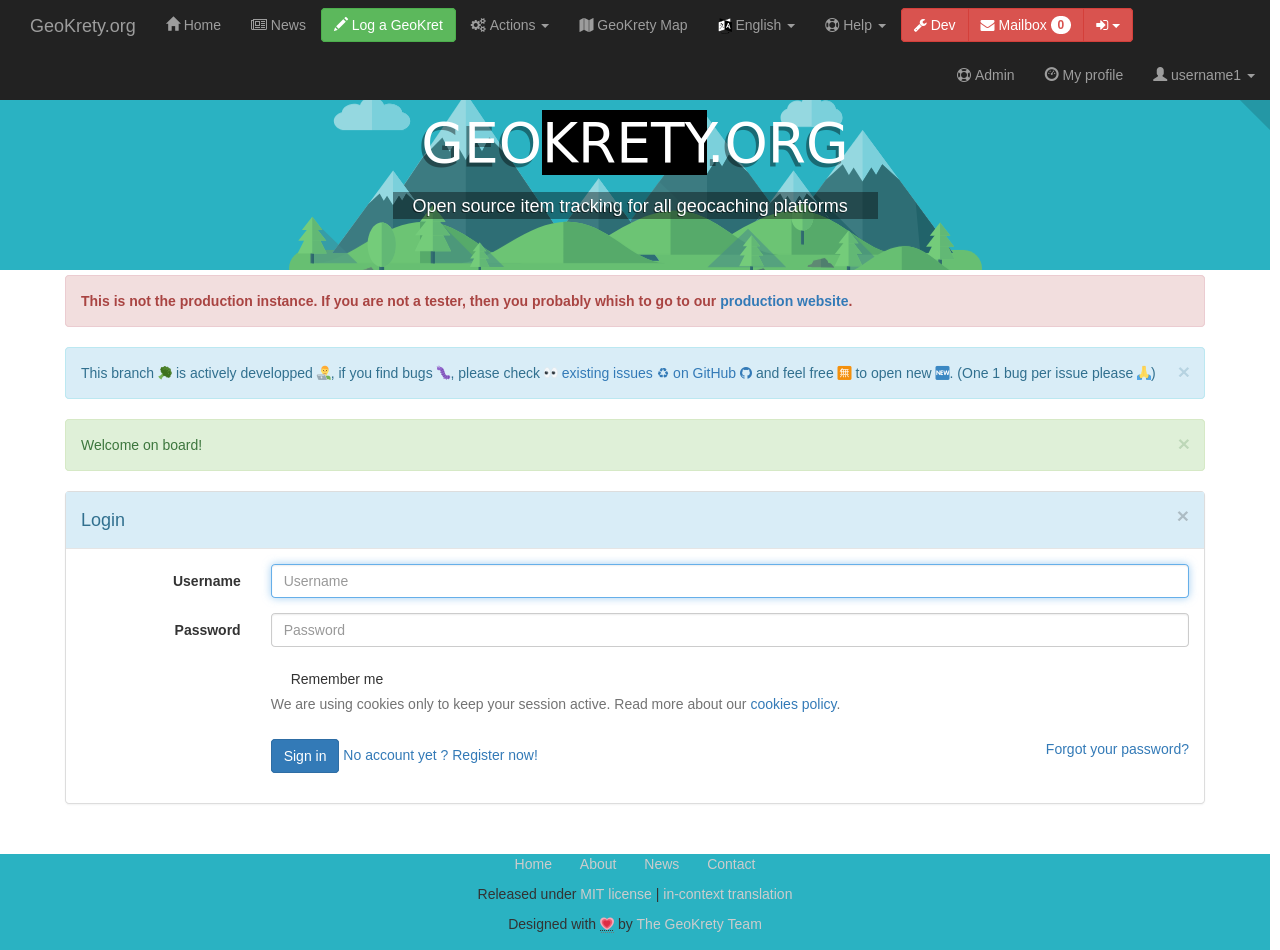 GeoKrety.org Home News Log a GeoKret Actions GeoKrety Map English Help Dev Mailbox 0
Admin My profile username1
GEOKRETY.ORG
Open source item tracking for all geocaching platforms
This is not the production instance. If you are not a tester, then you probably whish to go to our production website.
This branch 🥦 is actively developped 👨‍🔬, if you find bugs 🐛, please check 👀 existing issues ♻ on GitHub and feel free 🈚 to open new 🆕. (One 1 bug per issue please 🙏) ×
Welcome on board! ×
Login ×
Username Username
Password Password
Remember me
We are using cookies only to keep your session active. Read more about our cookies policy.
Sign in No account yet ? Register now! Forgot your password?
Home About News Contact
Released under MIT license | in-context translation
Designed with 💗 by The GeoKrety Team